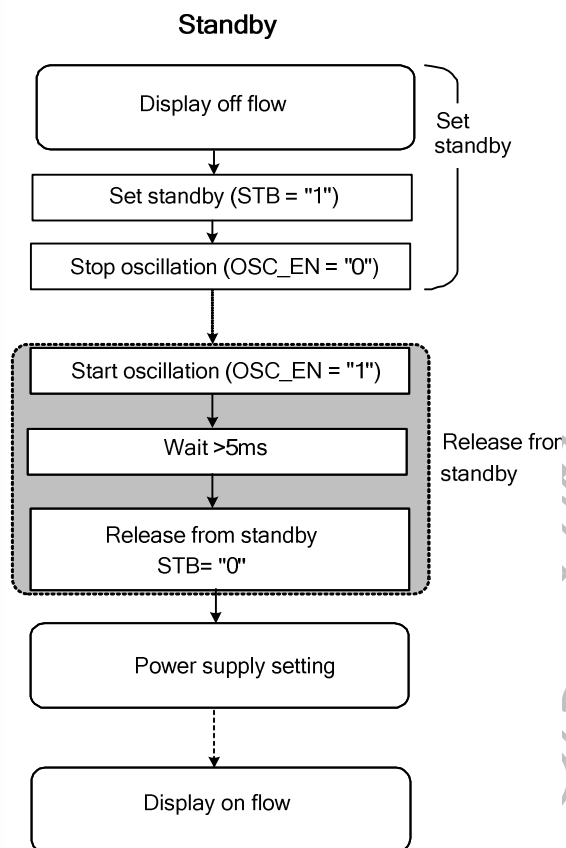 Standby
Display off flow
Set
standby
Set standby (STB = "1")
Stop oscillation (OSC_EN = "0")
Start oscillation (OSC_EN = "1")
Wait >5ms
Release from
standby
Release from standby
STB= "0"
Power supply setting
Display on flow